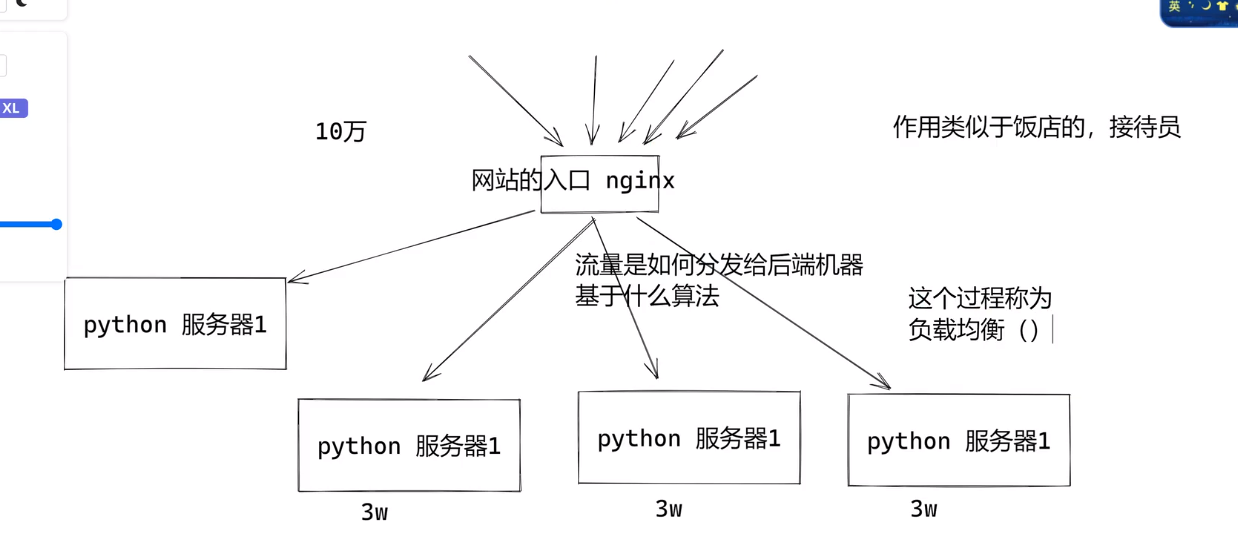 英
XL
10万
作用类似于饭店的，接待员
网站的入口 nginx
流量是如何分发给后端机器
基于什么算法
这个过程称为
负载均衡（）
python 服务器1
python 服务器1
python 服务器1
python 服务器1
3w
3w
3w